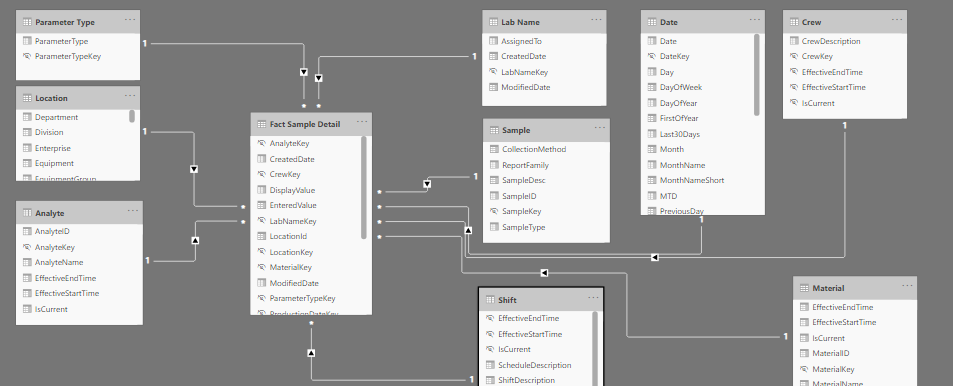 Parameter Type
ParameterType
ParameterTypeKey
1
Location
Department
Division
Enterprise
Equipment
EquipmentGroup
1
Analyte
AnalyteID
AnalyteKey
AnalyteName
EffectiveEndTime
EffectiveStartTime
IsCurrent
1
Fact Sample Detail
AnalyteKey
CreatedDate
CrewKey
DisplayValue
EnteredValue
LabNameKey
LocationId
LocationKey
MaterialKey
ModifiedDate
ParameterTypeKey
ProductionDateKey
Lab Name
AssignedTo
CreatedDate
LabNameKey
ModifiedDate
1
Sample
CollectionMethod
ReportFamily
SampleDesc
SampleID
SampleKey
SampleType
1
Shift
EffectiveEndTime
EffectiveStartTime
IsCurrent
ScheduleDescription
ShiftDescription
1
Date
Date
DateKey
Day
DayOfWeek
DayOfYear
FirstOfYear
Last30Days
Month
MonthName
MonthNameShort
MTD
PreviousDay
1
Crew
CrewDescription
CrewKey
EffectiveEndTime
EffectiveStartTime
IsCurrent
1
Material
EffectiveEndTime
EffectiveStartTime
IsCurrent
MaterialID
MaterialKey
MaterialName
1